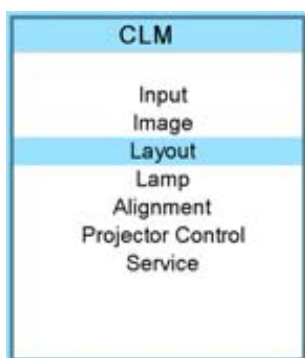 CLM
Input
Image
Layout
Lamp
Alignment
Projector Control
Service